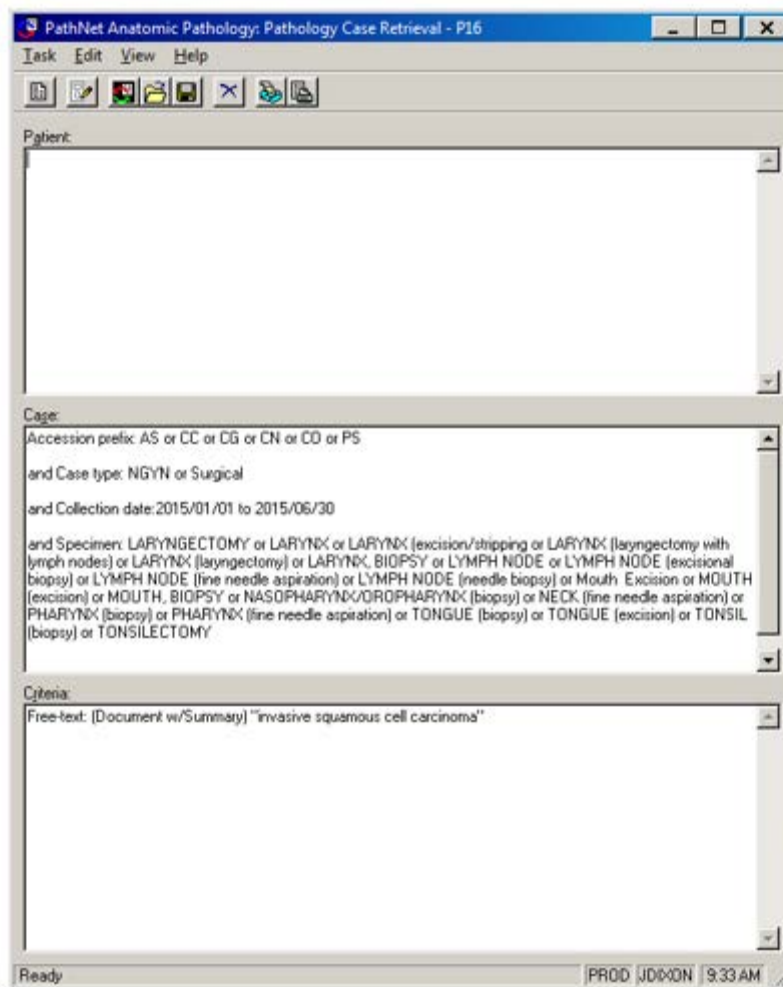 PathNet Anatomic Pathology: Pathology Case Retrieval - P16
Task Edit View Help
Patient:
Case:
Accession prefix: AS or CC or CG or CN or CO or PS
and Case type: NGYN or Surgical
and Collection date:2015/01/01 to 2015/06/30
and Specimen: LARYNGECTOMY or LARYNX or LARYNX (excision/stripping or LARYNX (laryngectomy with
lymph nodes) or LARYNX (laryngectomy) or LARYNX, BIOPSY or LYMPH NODE or LYMPH NODE (excisional
biopsy) or LYMPH NODE (fine needle aspiration) or LYMPH NODE (needle biopsy) or Mouth Excision or MOUTH
(excision) or MOUTH, BIOPSY or NASOPHARYNX/OROPHARYNX (biopsy) or NECK (fine needle aspiration) or
PHARYNX (biopsy) or PHARYNX (fine needle aspiration) or TONGUE (biopsy) or TONGUE (excision) or TONSIL
(biopsy) or TONSILECTOMY
Criteria:
Free-text: (Document w/Summary) "invasive squamous cell carcinoma"
Ready PROD JDIXON 9:33 AM